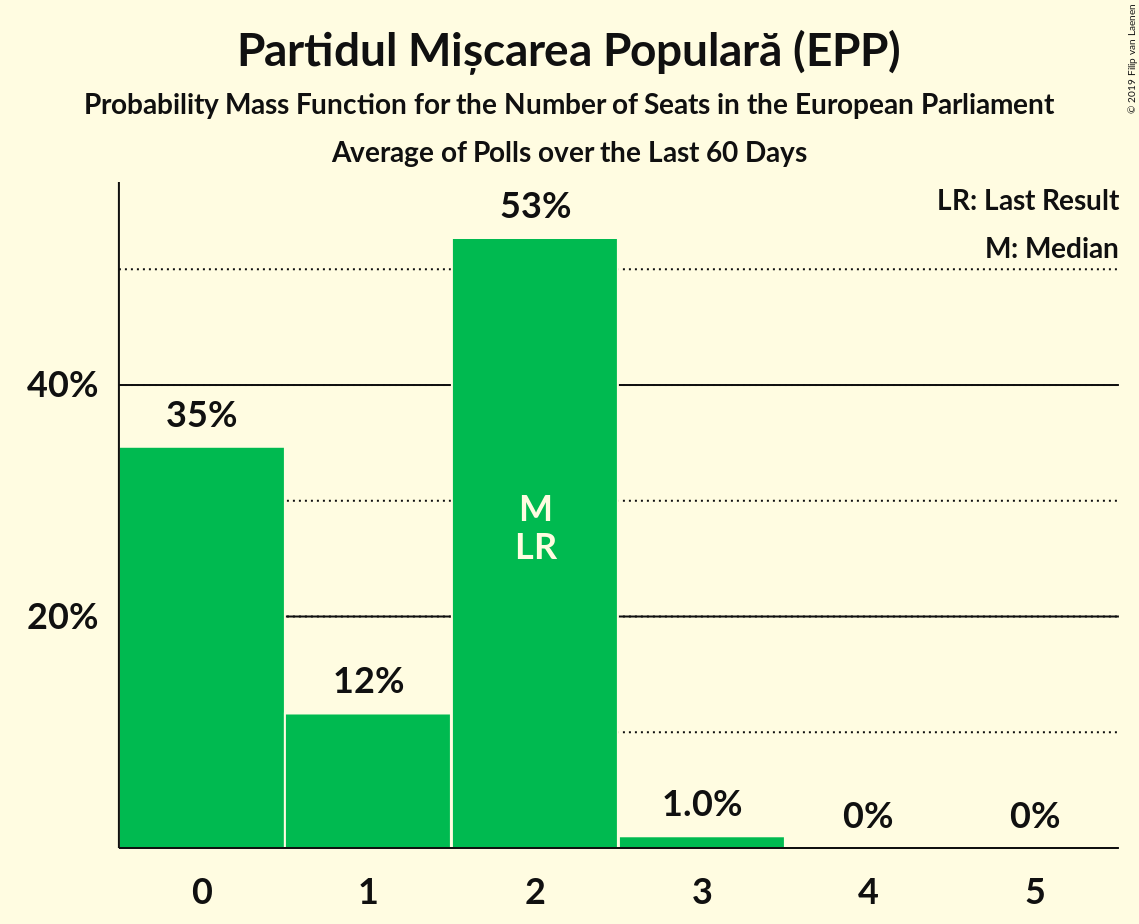 Partidul Mișcarea Populară (EPP)
Probability Mass Function for the Number of Seats in the European Parliament
Average of Polls over the Last 60 Days
© 2019 Filip van Laenen
LR: Last Result
M: Median
53%
40%
35%
M
LR
20%
12%
1.0%
0%
0%
0
1
2
3
4
5